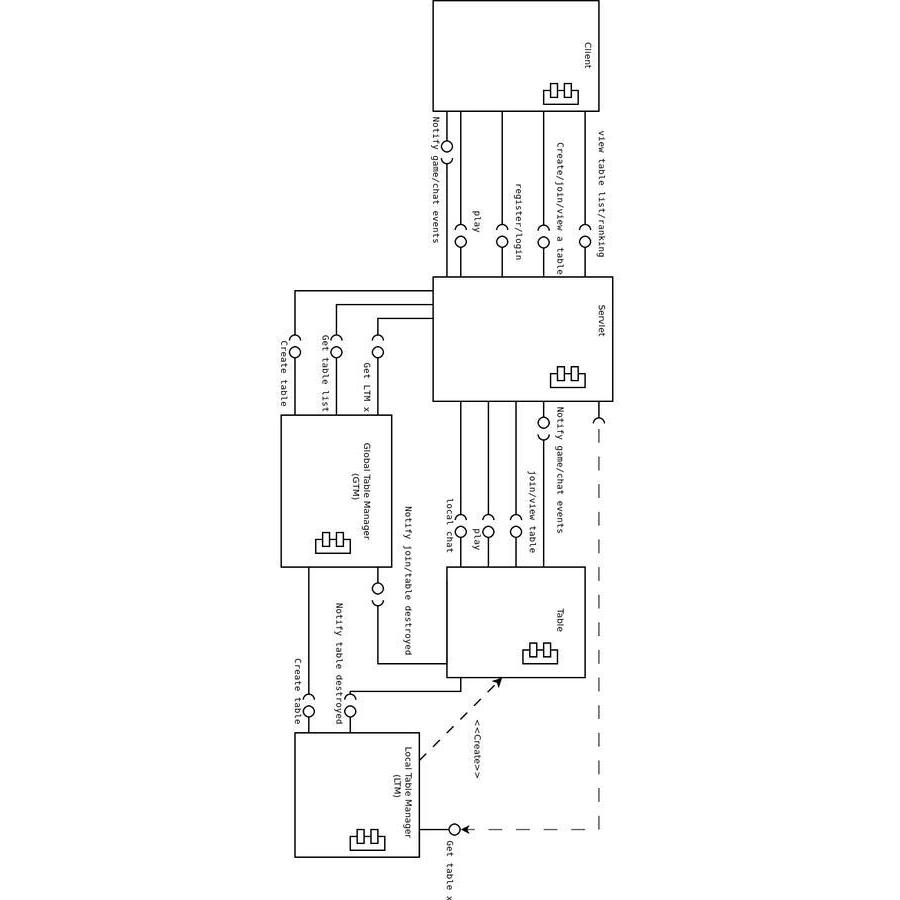 Client
view table list/ranking
Create/join/view a table
register/login
play
Notify game/chat events
Servlet
Get LTM x
Get table list
Create table
Notify game/chat events
join/view table
play
local chat
Global Table Manager
(GTM)
Notify join/table destroyed
Table
Notify table destroyed
Create table
<<Create>>
Local Table Manager
(LTM)
Get table x